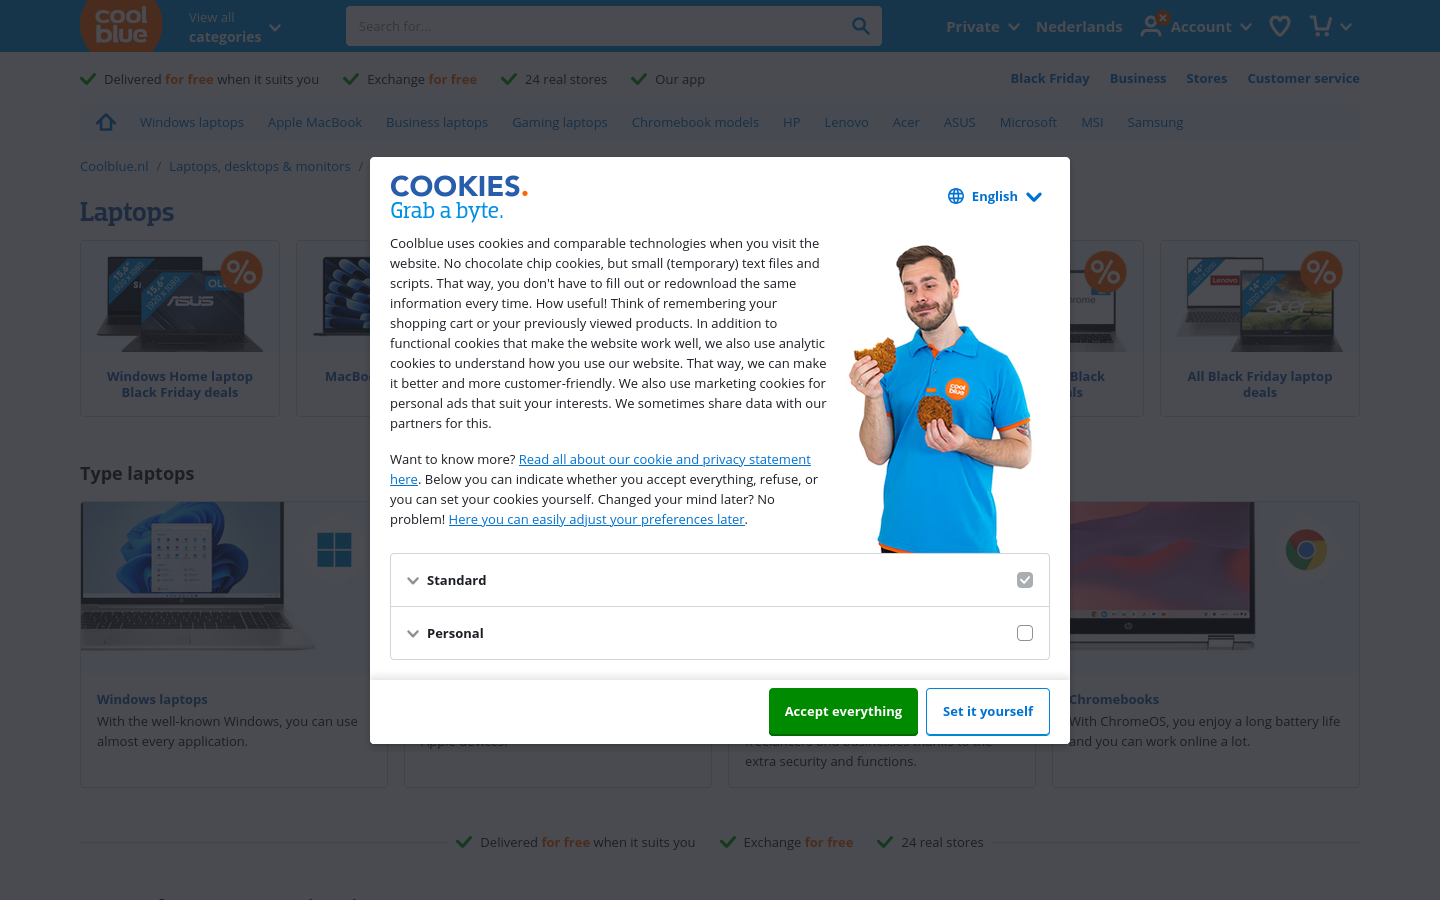 cool
blue
View all
categories
Search for...
Private
Nederlands
Account
Delivered for free when it suits you
Exchange for free
24 real stores
Our app
Black Friday
Business
Stores
Customer service
Windows laptops
Apple MacBook
Business laptops
Gaming laptops
Chromebook models
HP
Lenovo
Acer
ASUS
Microsoft
MSI
Samsung
Coolblue.nl / Laptops, desktops & monitors /
Laptops
Windows Home laptop
Black Friday deals
All Black Friday laptop
deals
Type laptops
COOKIES.
Grab a byte.
English
Coolblue uses cookies and comparable technologies when you visit the
website. No chocolate chip cookies, but small (temporary) text files and
scripts. That way, you don't have to fill out or redownload the same
information every time. How useful! Think of remembering your
shopping cart or your previously viewed products. In addition to
functional cookies that make the website work well, we also use analytic
cookies to understand how you use our website. That way, we can make
it better and more customer-friendly. We also use marketing cookies for
personal ads that suit your interests. We sometimes share data with our
partners for this.
Want to know more? Read all about our cookie and privacy statement
here. Below you can indicate whether you accept everything, refuse, or
you can set your cookies yourself. Changed your mind later? No
problem! Here you can easily adjust your preferences later.
Standard
Personal
Accept everything
Set it yourself
Windows laptops
With the well-known Windows, you can use
almost every application.
extra security and functions.
Chromebooks
With ChromeOS, you enjoy a long battery life
and you can work online a lot.
Delivered for free when it suits you
Exchange for free
24 real stores